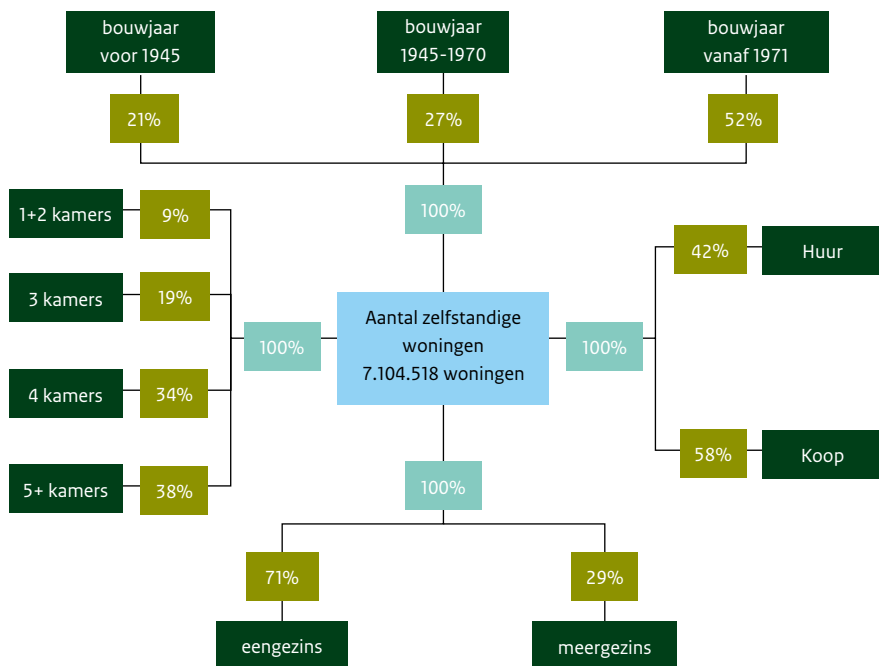 bouwjaar
voor 1945
bouwjaar
1945-1970
bouwjaar
vanaf 1971
21%
27%
52%
100%
1+2 kamers
9%
3 kamers
19%
4 kamers
34%
5+ kamers
38%
100%
Aantal zelfstandige
woningen
7.104.518 woningen
100%
42%
Huur
58%
Koop
100%
71%
29%
eengezins
meergezins